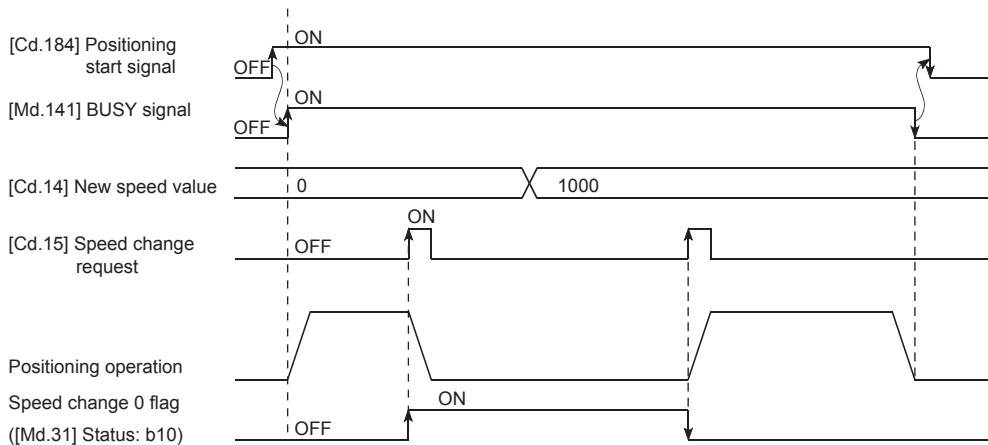 [Cd.184] Positioning
start signal
ON
OFF
[Md.141] BUSY signal
ON
OFF
[Cd.14] New speed value
0
1000
[Cd.15] Speed change
request
OFF
ON
Positioning operation
Speed change 0 flag
([Md.31] Status: b10)
OFF
ON